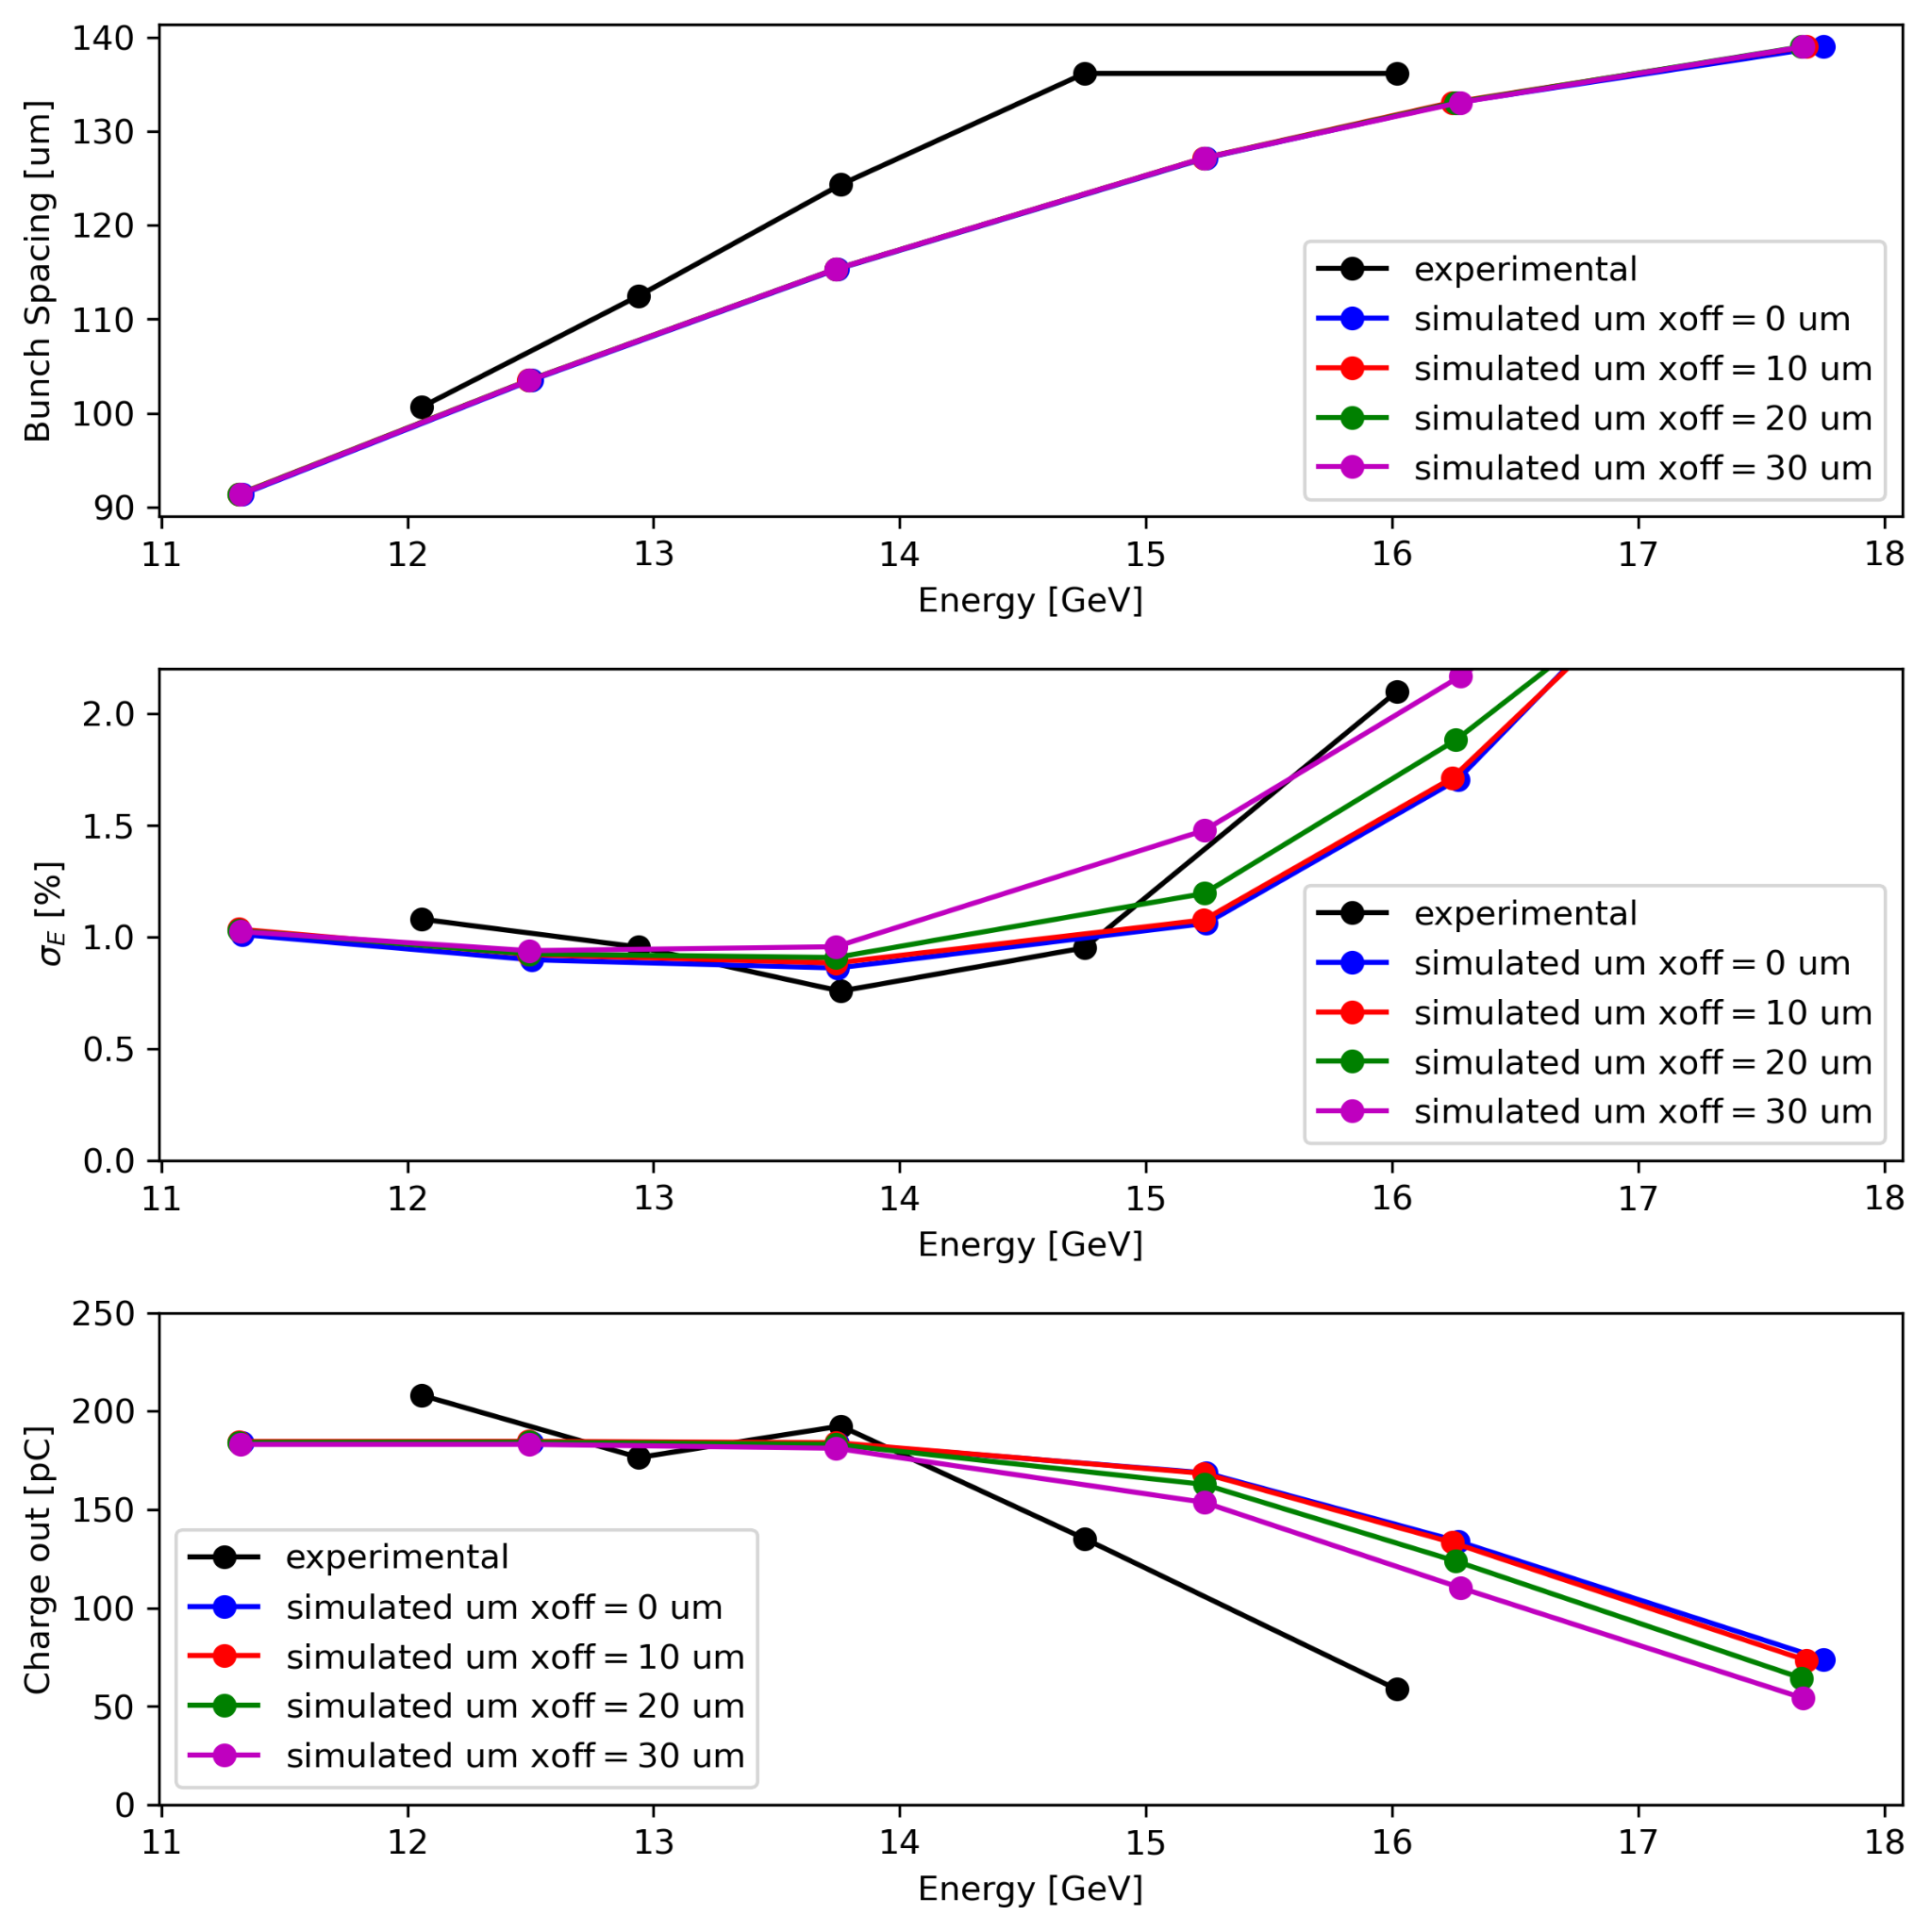 140
130
120
110
100
90
Bunch Spacing [um]
experimental
simulated um xoff = 0 um
simulated um xoff = 10 um
simulated um xoff = 20 um
simulated um xoff = 30 um
11 12 13 14 15 16 17 18
Energy [GeV]
2.0
1.5
1.0
0.5
0.0
σE [%]
experimental
simulated um xoff = 0 um
simulated um xoff = 10 um
simulated um xoff = 20 um
simulated um xoff = 30 um
11 12 13 14 15 16 17 18
Energy [GeV]
250
200
150
100
50
0
Charge out [pC]
experimental
simulated um xoff = 0 um
simulated um xoff = 10 um
simulated um xoff = 20 um
simulated um xoff = 30 um
11 12 13 14 15 16 17 18
Energy [GeV]